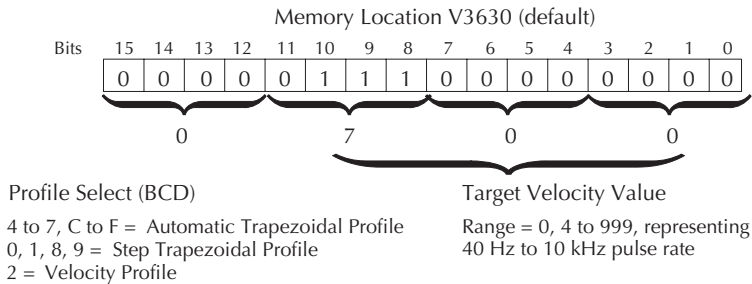 Memory Location V3630 (default)
Bits 15 14 13 12 11 10 9 8 7 6 5 4 3 2 1 0
0 0 0 0 0 1 1 1 0 0 0 0 0 0 0 0
0 7 0 0
Profile Select (BCD)
4 to 7, C to F = Automatic Trapezoidal Profile
0, 1, 8, 9 = Step Trapezoidal Profile
2 = Velocity Profile
Target Velocity Value
Range = 0, 4 to 999, representing
40 Hz to 10 kHz pulse rate